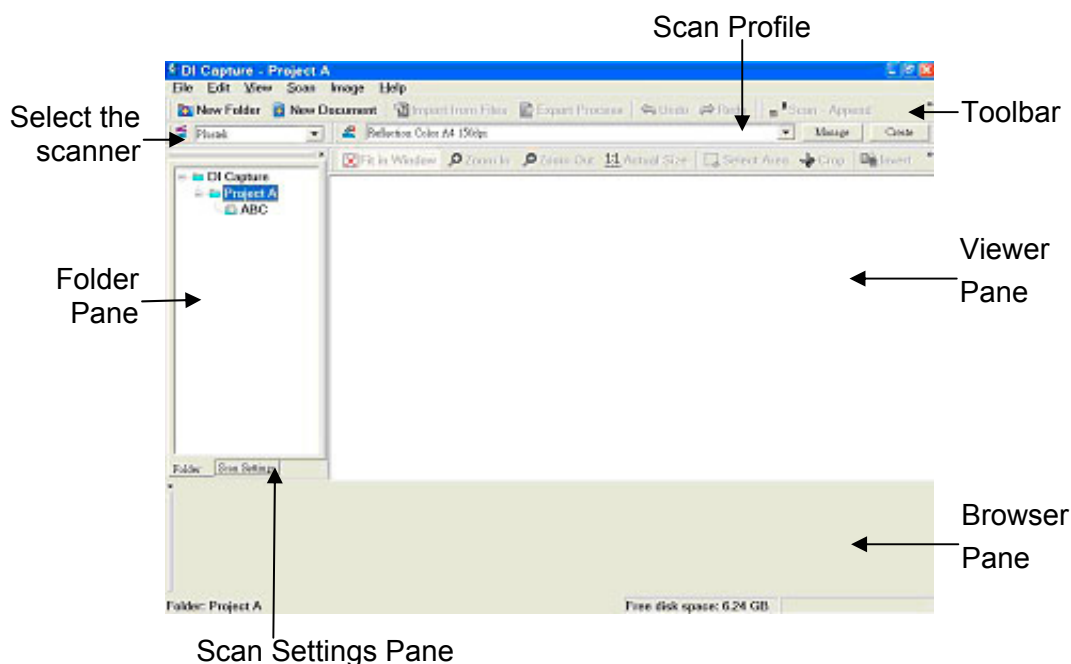 Scan Profile
DI Capture - Project A
File Edit View Scan Image Help
New Folder New Document Import from Files Export Process Undo Redo Scan - Append
Toolbar
Select the
scanner
Plustek
Reflection Color A4 150dpi
Manage Create
Fit in Window Zoom In Zoom Out 1:1 Actual Size Select Area Crop Invert
DI Capture
Project A
ABC
Viewer
Pane
Folder
Pane
Folder Scan Settings
Browser
Pane
Folder: Project A
Free disk space: 6.24 GB
Scan Settings Pane